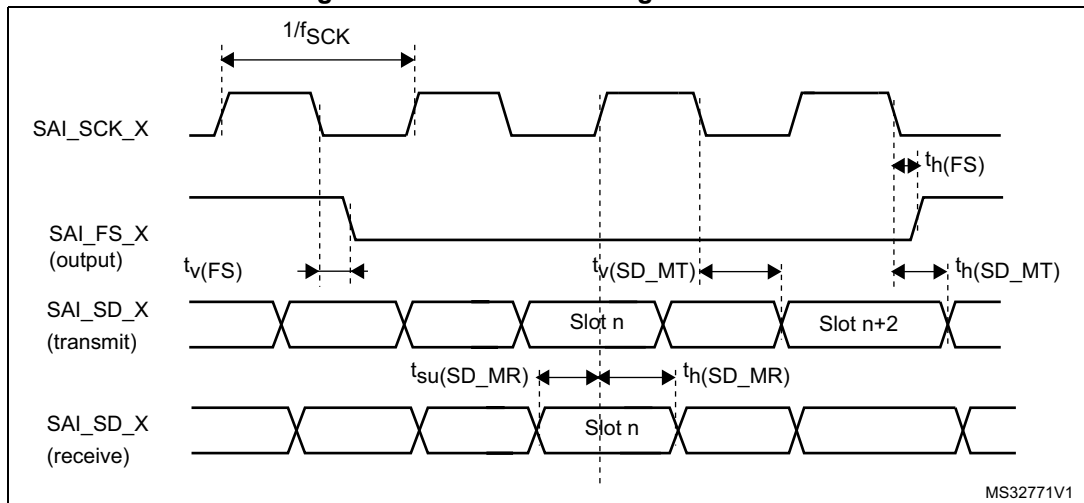 1/fSCK
SAI_SCK_X
th(FS)
SAI_FS_X
(output)
tv(FS)
tv(SD_MT)
th(SD_MT)
SAI_SD_X
(transmit)
Slot n
Slot n+2
tsu(SD_MR)
th(SD_MR)
SAI_SD_X
(receive)
Slot n
MS32771V1